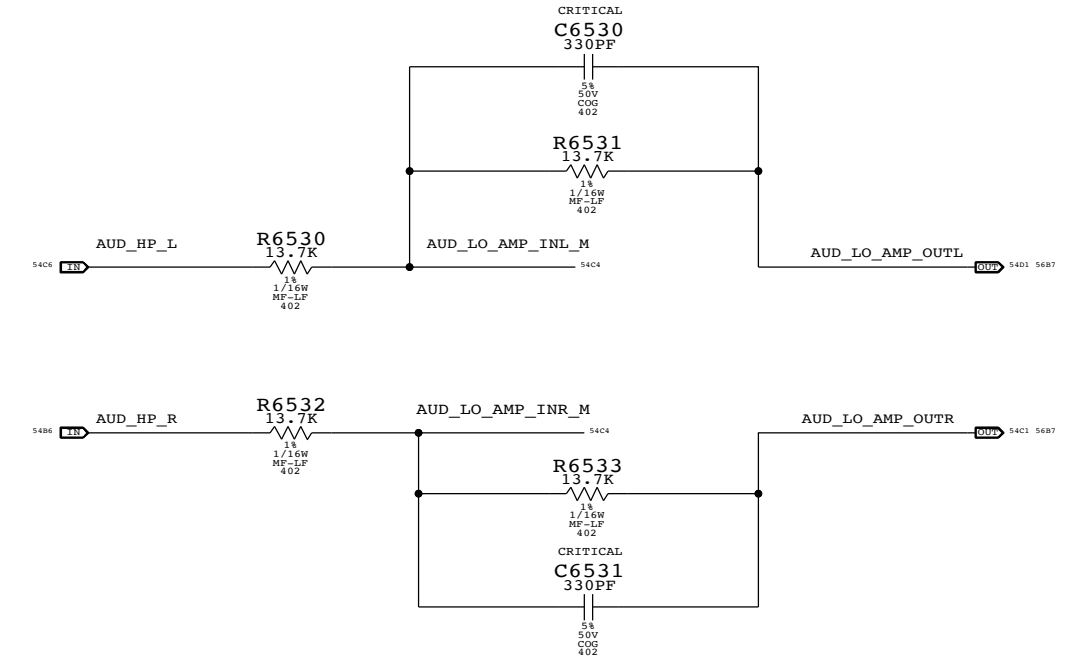 CRITICAL
C6530
330PF
5%
50V
COG
402
R6531
13.7K
1%
1/16W
MF-LF
402
AUD_HP_L
R6530
13.7K
AUD_LO_AMP_INL_M
AUD_LO_AMP_OUTL
54C6 IN
54C4
OUT 54D1 56B7
1%
1/16W
MF-LF
402
AUD_HP_R
R6532
13.7K
AUD_LO_AMP_INR_M
AUD_LO_AMP_OUTR
54B6 IN
54C4
OUT 54C1 56B7
1%
1/16W
MF-LF
402
R6533
13.7K
1%
1/16W
MF-LF
402
CRITICAL
C6531
330PF
5%
50V
COG
402